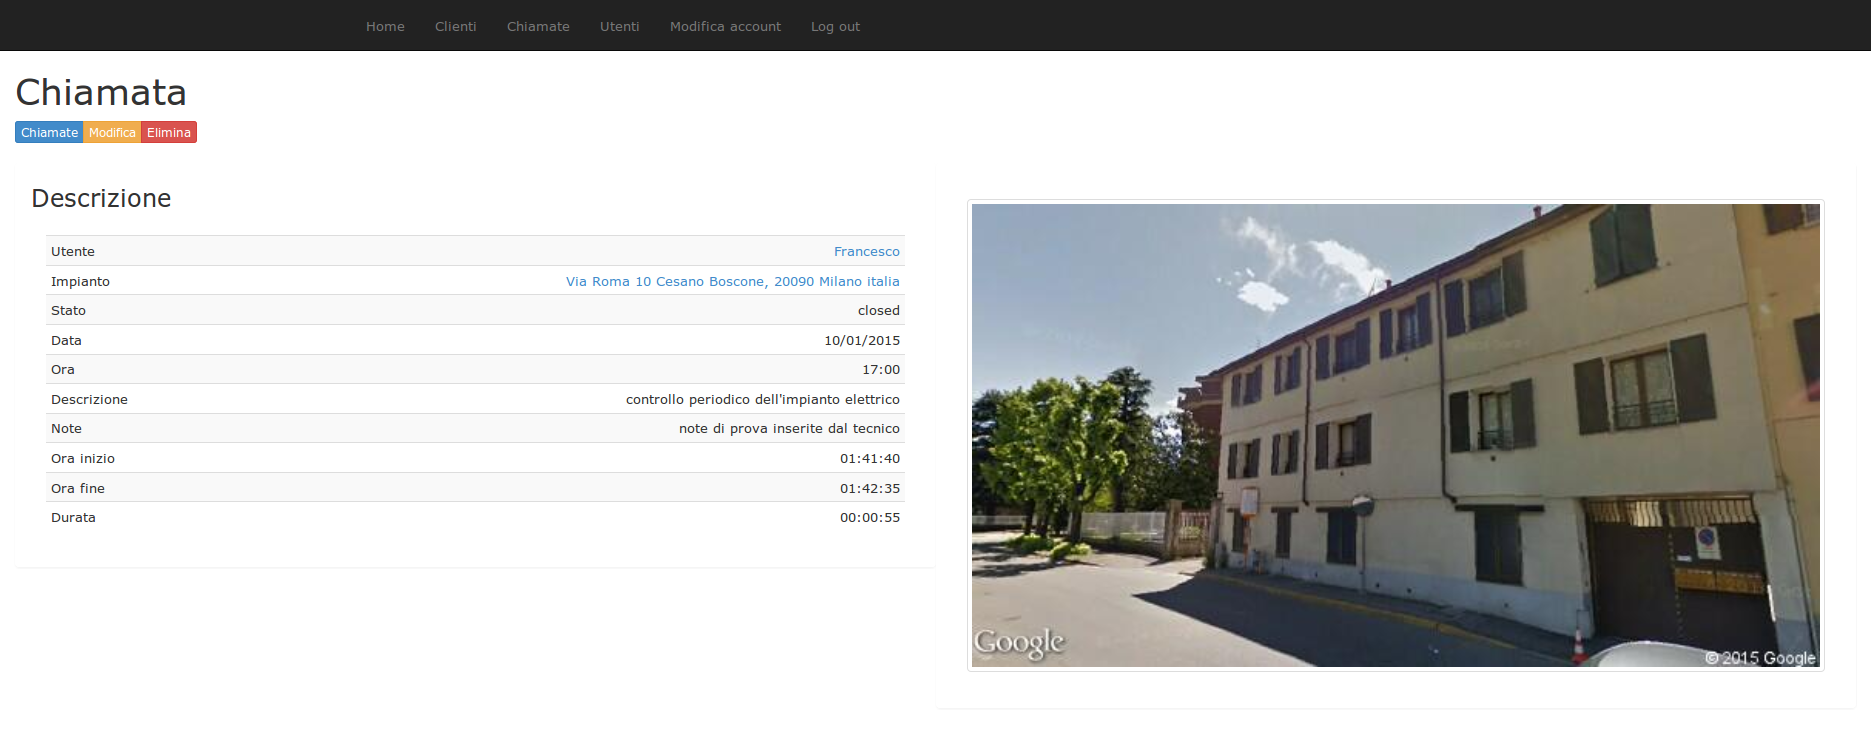 Home Clienti Chiamate Utenti Modifica account Log out
Chiamata
Chiamate Modifica Elimina
Descrizione
Utente Francesco
Impianto Via Roma 10 Cesano Boscone, 20090 Milano italia
Stato closed
Data 10/01/2015
Ora 17:00
Descrizione controllo periodico dell'impianto elettrico
Note note di prova inserite dal tecnico
Ora inizio 01:41:40
Ora fine 01:42:35
Durata 00:00:55
Google
© 2015 Google